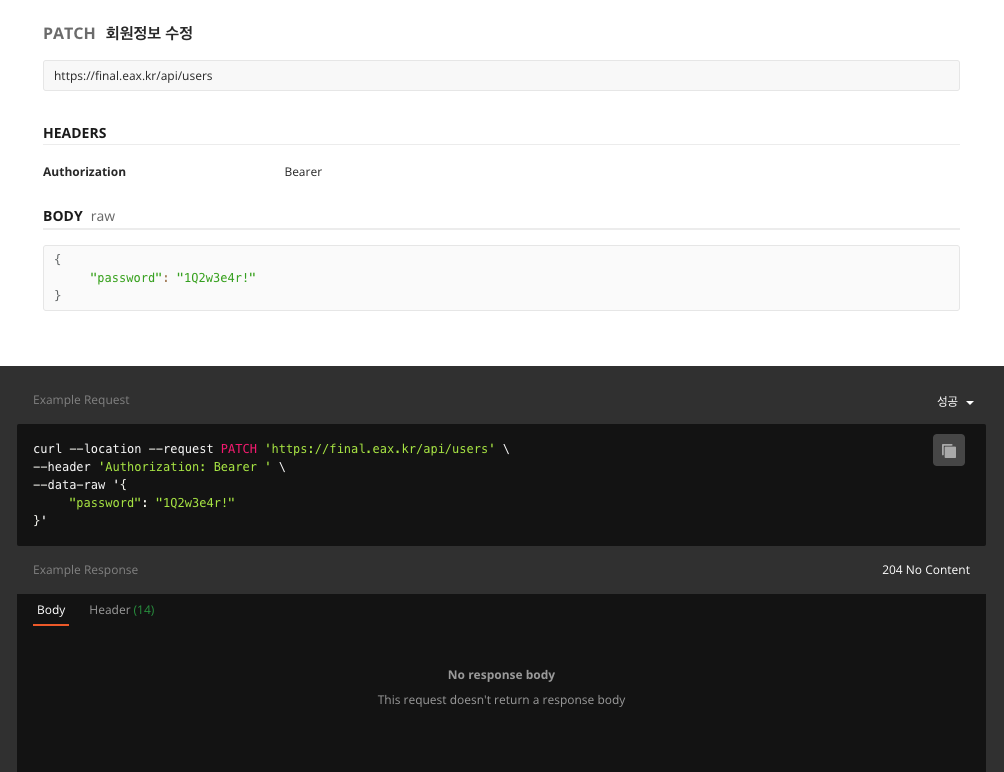 PATCH 회원정보 수정
https://final.eax.kr/api/users
HEADERS
Authorization Bearer
BODY raw
{
"password": "1Q2w3e4r!"
}
Example Request 성공
curl --location --request PATCH 'https://final.eax.kr/api/users' \
--header 'Authorization: Bearer ' \
--data-raw '{
"password": "1Q2w3e4r!"
}'
Example Response 204 No Content
Body Header (14)
No response body
This request doesn't return a response body